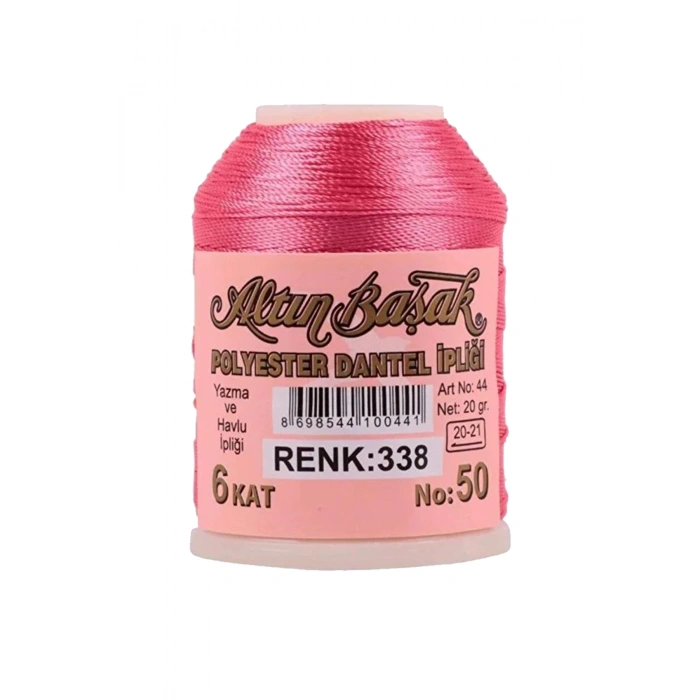 Altın Başak ®
POLYESTER DANTEL İPLİĞİ
Yazma
ve
Havlu
İpliği
8 698544 100441
Art No: 44
Net: 20 gr.
20-21
RENK:338
6 KAT
No: 50